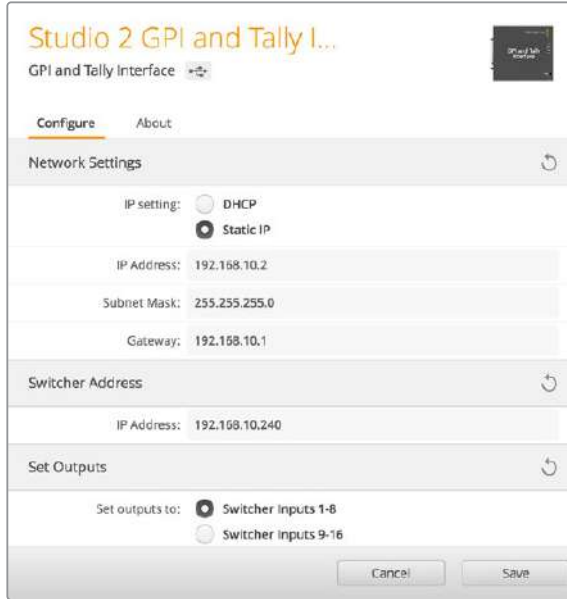 Studio 2 GPI and Tally I...
GPI and Tally Interface
Configure About
Network Settings
IP setting: DHCP
Static IP
IP Address: 192.168.10.2
Subnet Mask: 255.255.255.0
Gateway: 192.168.10.1
Switcher Address
IP Address: 192.168.10.240
Set Outputs
Set outputs to: Switcher Inputs 1-8
Switcher Inputs 9-16
Cancel Save